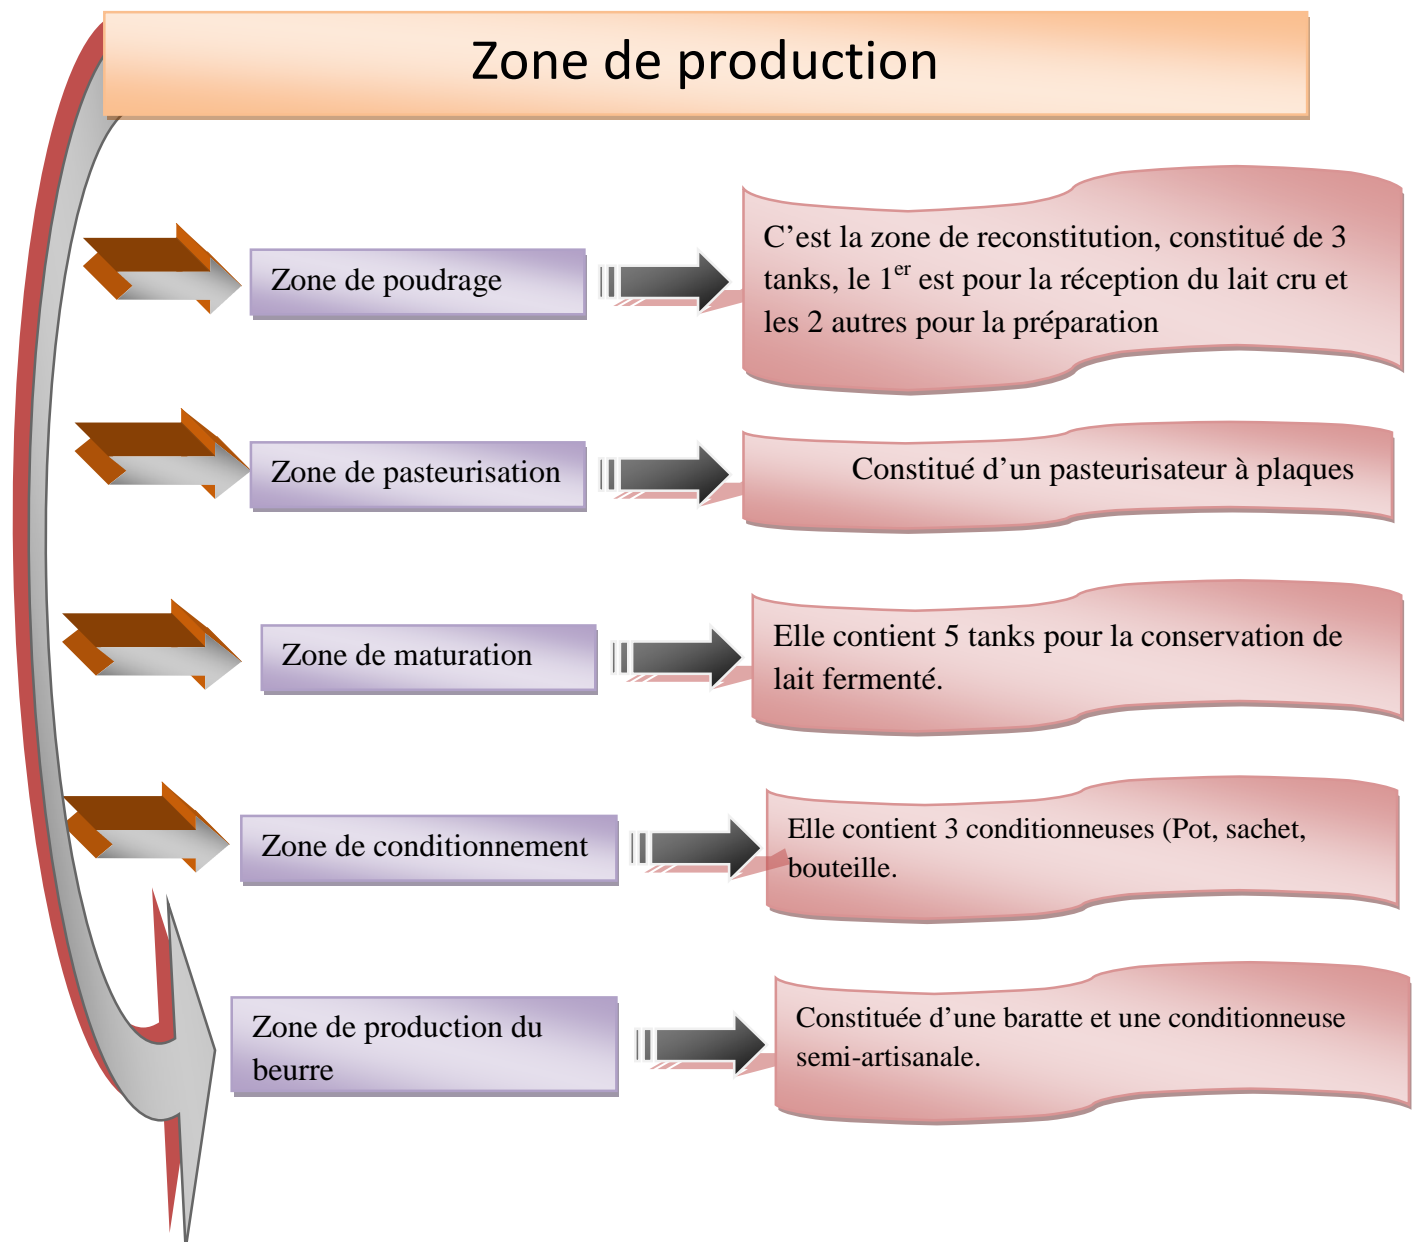 Zone de production
Zone de poudrage
C’est la zone de reconstitution, constitué de 3
tanks, le 1er est pour la réception du lait cru et
les 2 autres pour la préparation
Zone de pasteurisation
Constitué d’un pasteurisateur à plaques
Zone de maturation
Elle contient 5 tanks pour la conservation de
lait fermenté.
Zone de conditionnement
Elle contient 3 conditionneuses (Pot, sachet,
bouteille.
Zone de production du
beurre
Constituée d’une baratte et une conditionneuse
semi-artisanale.